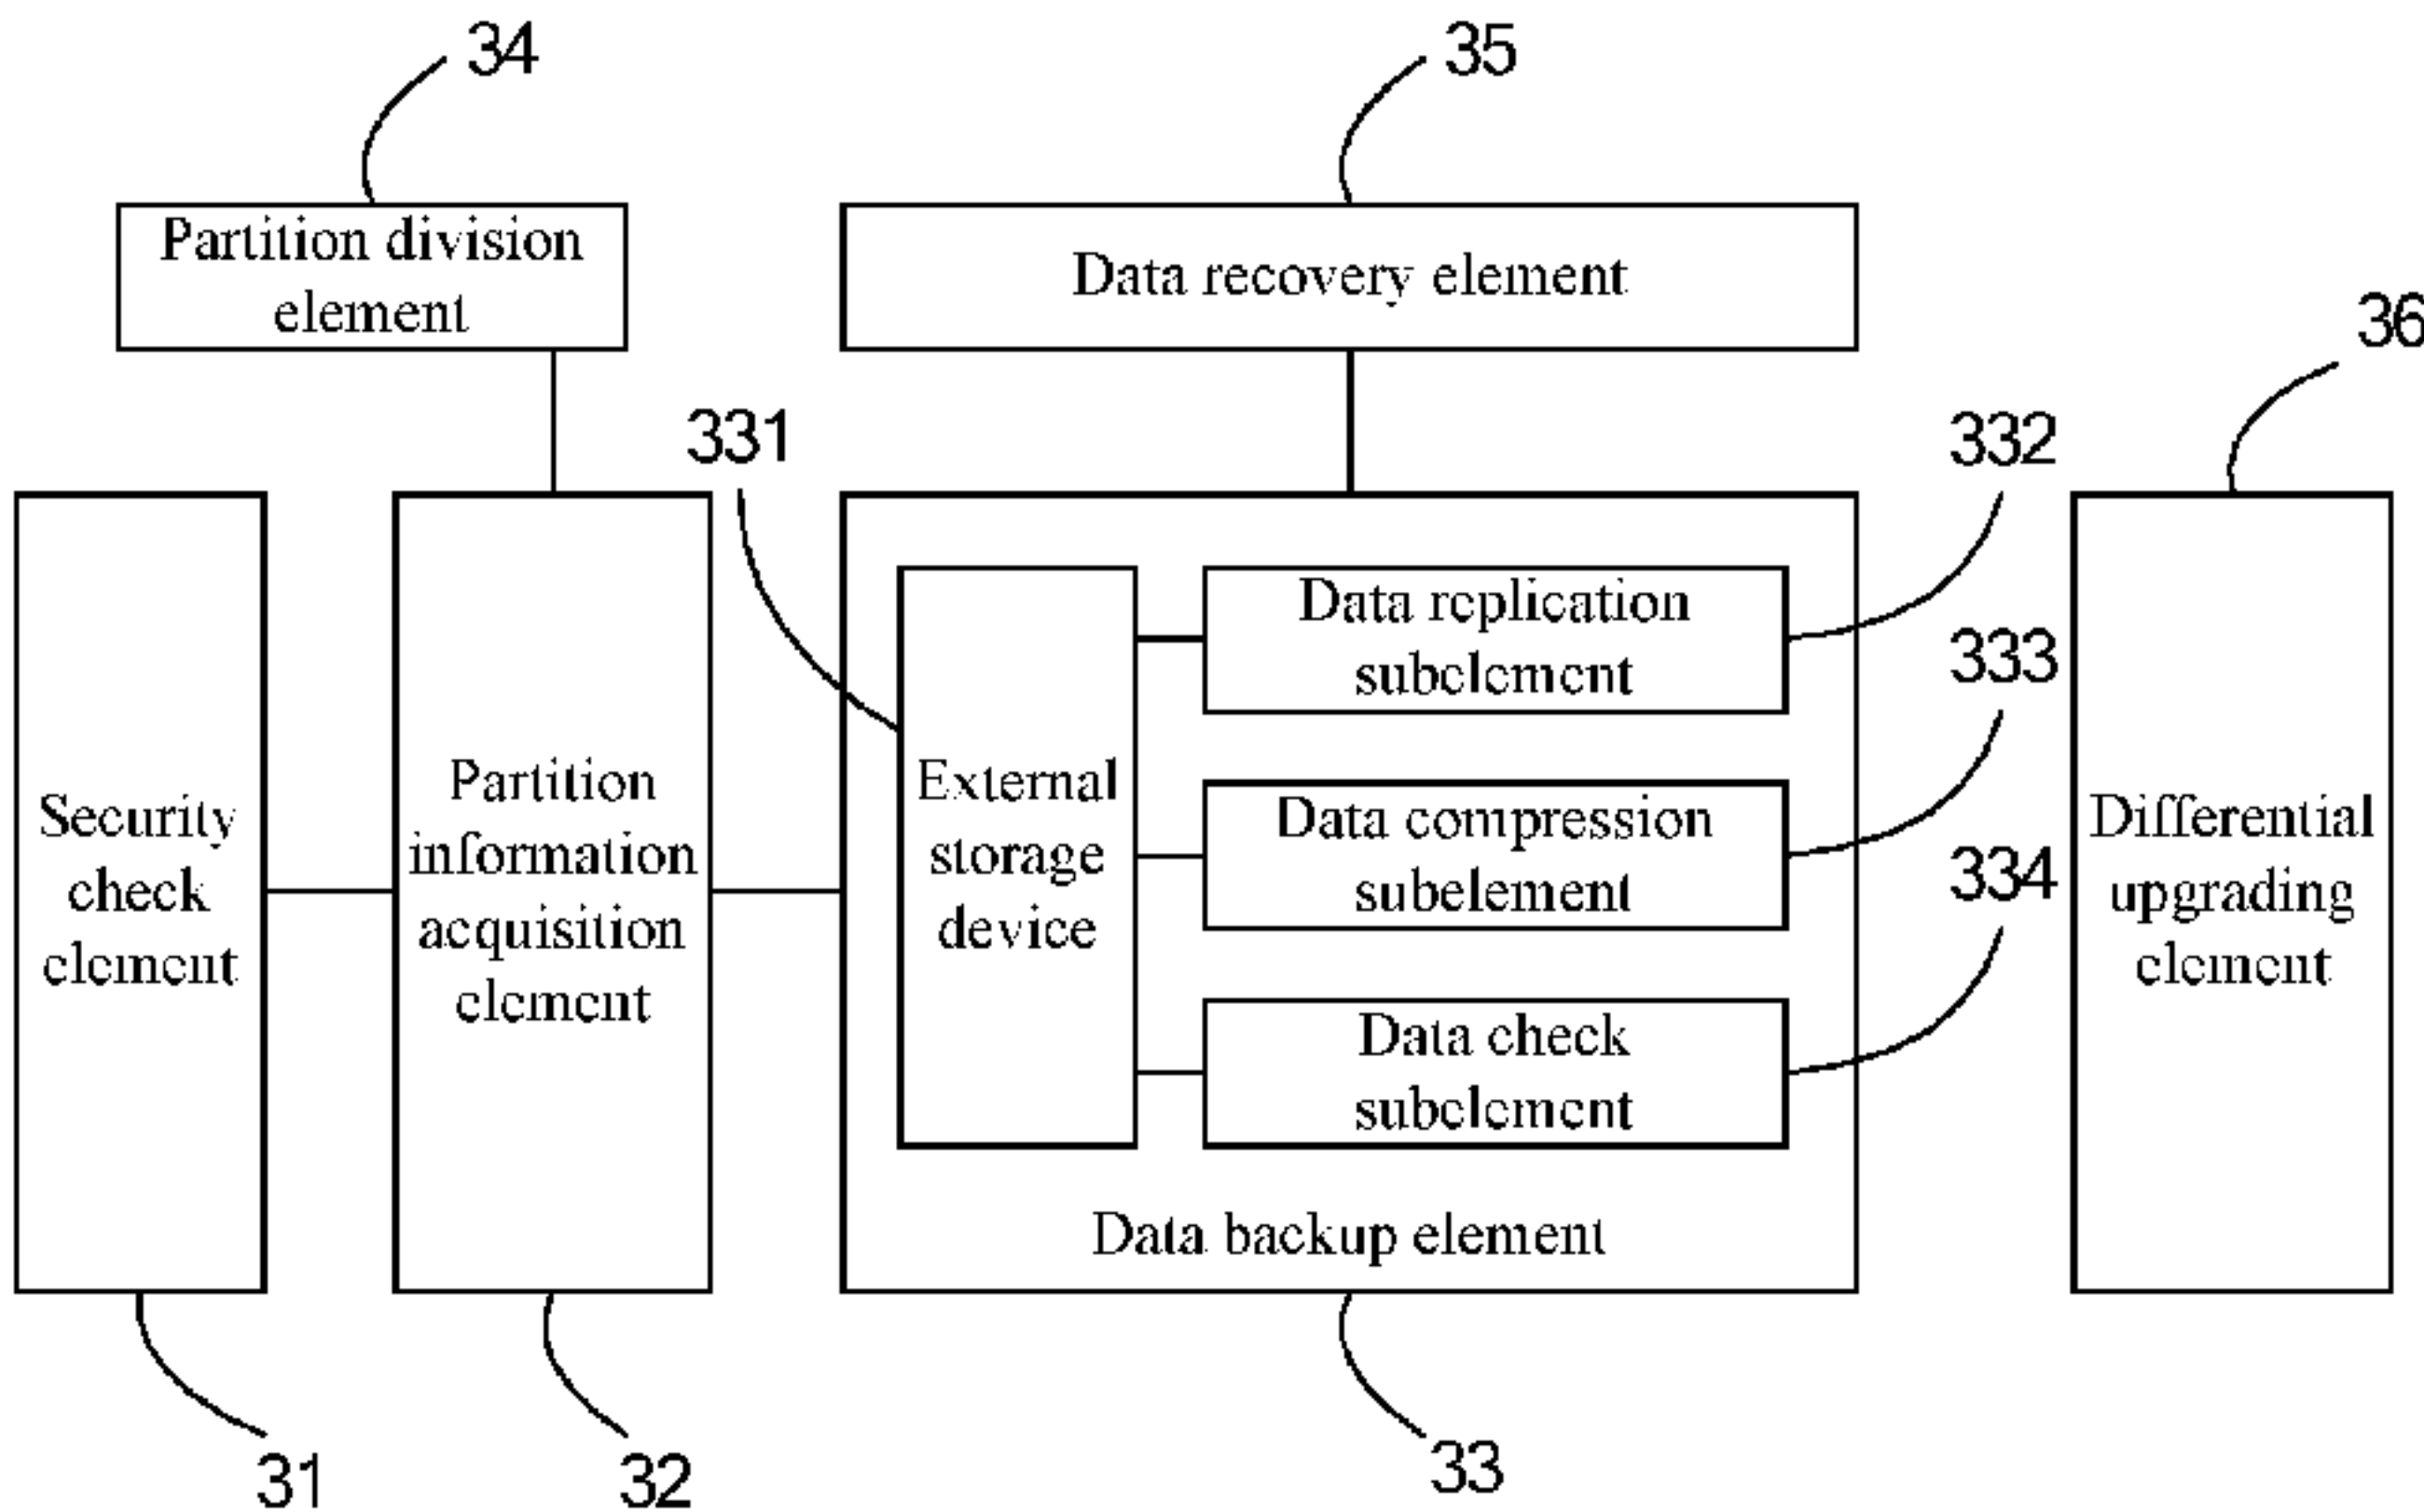 34
35
Partition division
element
Data recovery element
36
331
332
Data replication
subelement
333
Security
check
element
Partition
information
acquisition
element
External
storage
device
Data compression
subelement
334
Differential
upgrading
element
Data check
subelement
Data backup element
31
32
33